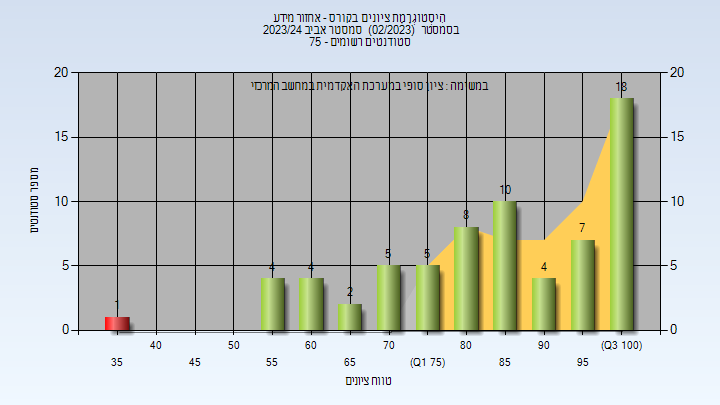 היסטוגרמת ציונים בקורס - אחזור מידע
בסמסטר (02/2023) סמסטר אביב 2023/24
סטודנטים רשומים - 75
במשימה : ציון סופי במערכת האקדמית במחשב המרכזי
20 20
15 15
10 10
5 5
0 0
מספר סטודנטים
1 4 4 2 5 5 8 10 4 7 18
40 50 60 70 80 90 (Q3 100)
35 45 55 65 (Q1 75) 85 95
טווח ציונים